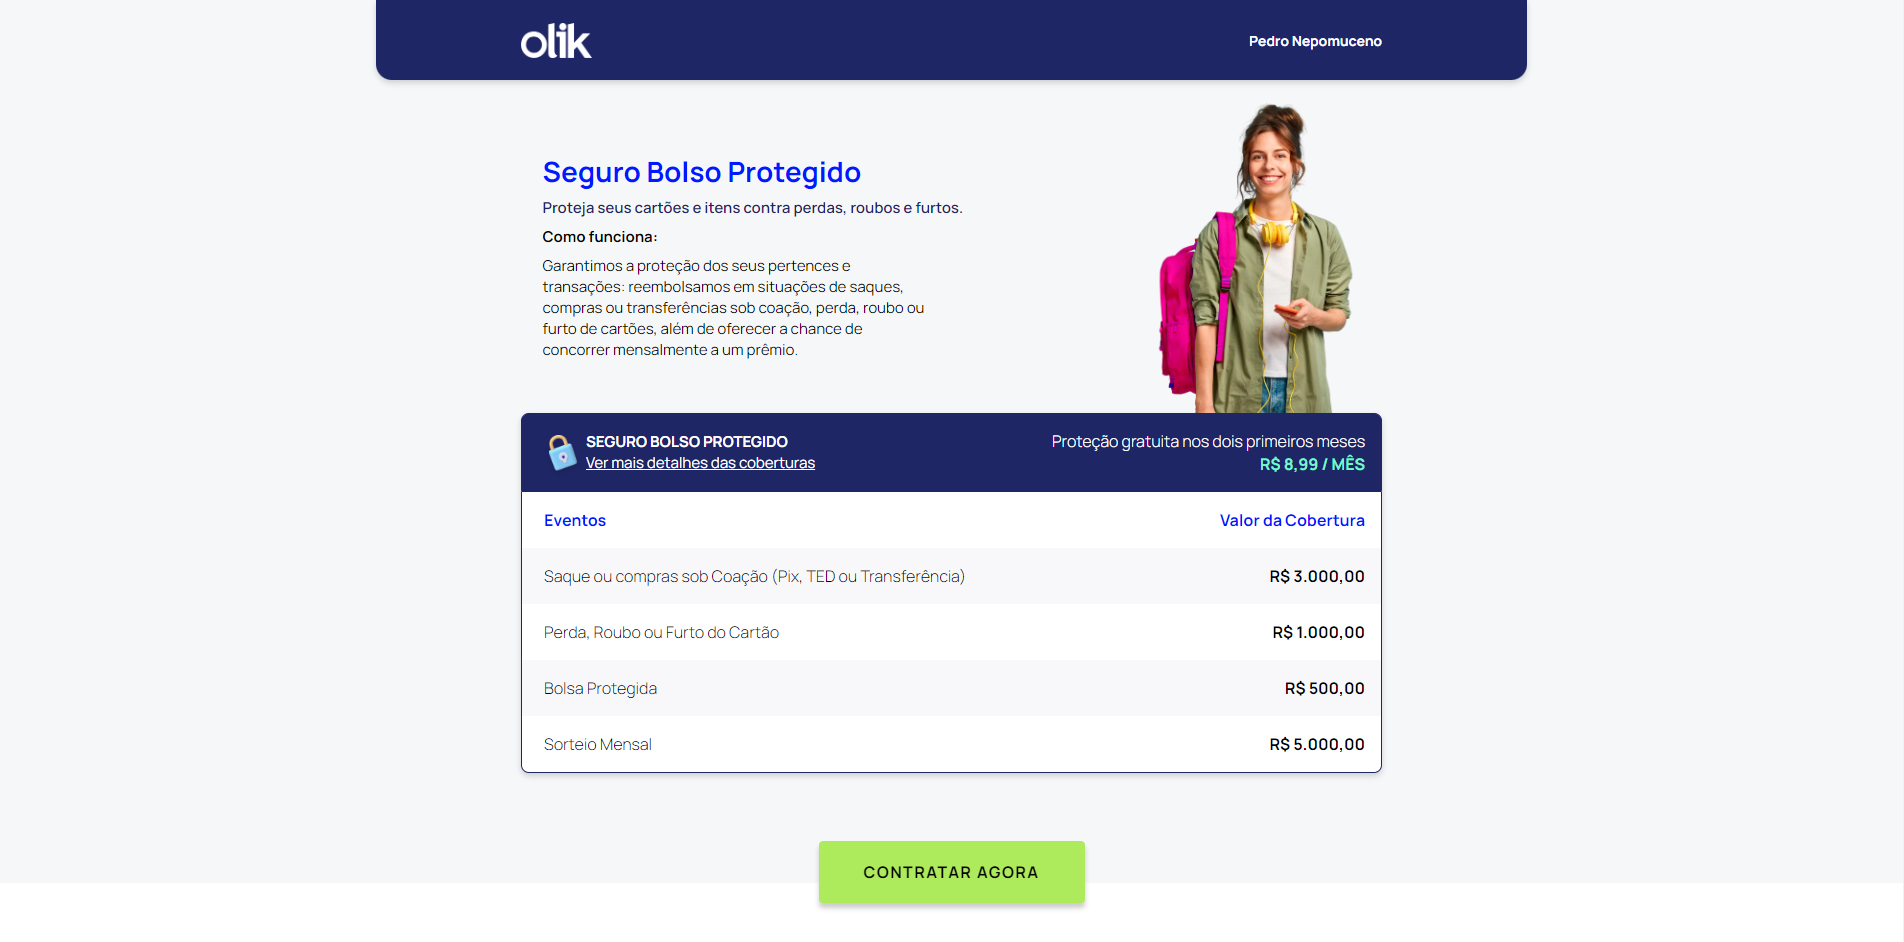 olik
Pedro Nepomuceno
Seguro Bolso Protegido
Proteja seus cartões e itens contra perdas, roubos e furtos.
Como funciona:
Garantimos a proteção dos seus pertences e
transações: reembolsamos em situações de saques,
compras ou transferências sob coação, perda, roubo ou
furto de cartões, além de oferecer a chance de
concorrer mensalmente a um prêmio.
SEGURO BOLSO PROTEGIDO
Ver mais detalhes das coberturas
Proteção gratuita nos dois primeiros meses
R$ 8,99 / MÊS
Eventos
Valor da Cobertura
Saque ou compras sob Coação (Pix, TED ou Transferência)
R$ 3.000,00
Perda, Roubo ou Furto do Cartão
R$ 1.000,00
Bolsa Protegida
R$ 500,00
Sorteio Mensal
R$ 5.000,00
CONTRATAR AGORA